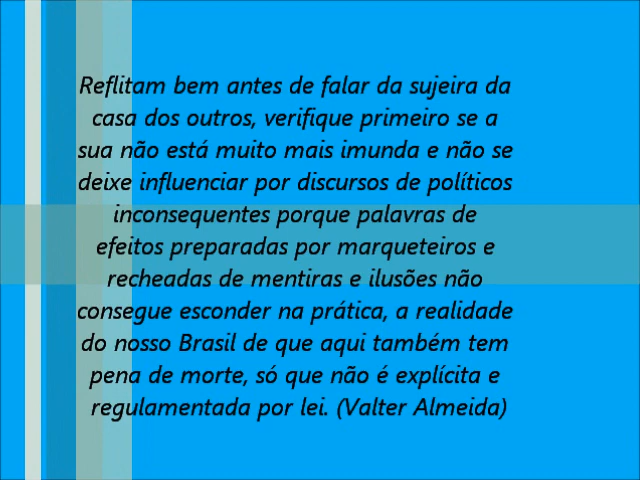 Reflitam bem antes de falar da sujeira da
casa dos outros, verifique primeiro se a
sua não está muito mais imunda e não se
deixe influenciar por discursos de políticos
inconsequentes porque palavras de
efeitos preparadas por marqueteiros e
recheadas de mentiras e ilusões não
consegue esconder na prática, a realidade
do nosso Brasil de que aqui também tem
pena de morte, só que não é explícita e
regulamentada por lei. (Valter Almeida)